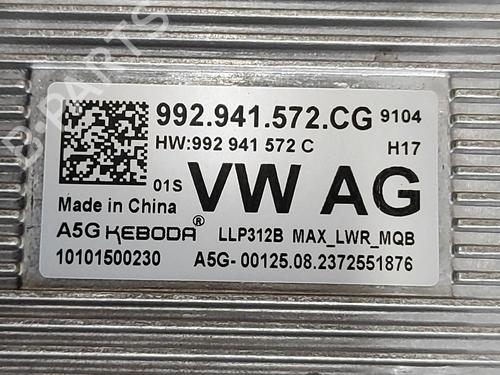 992.941.572.CG 9104
HW:992 941 572 C H17
01S VW AG
Made in China
A5G KEBODA® LLP312B MAX_LWR_MQB
10101500230 A5G- 00125.08.2372551876
B-PARTS